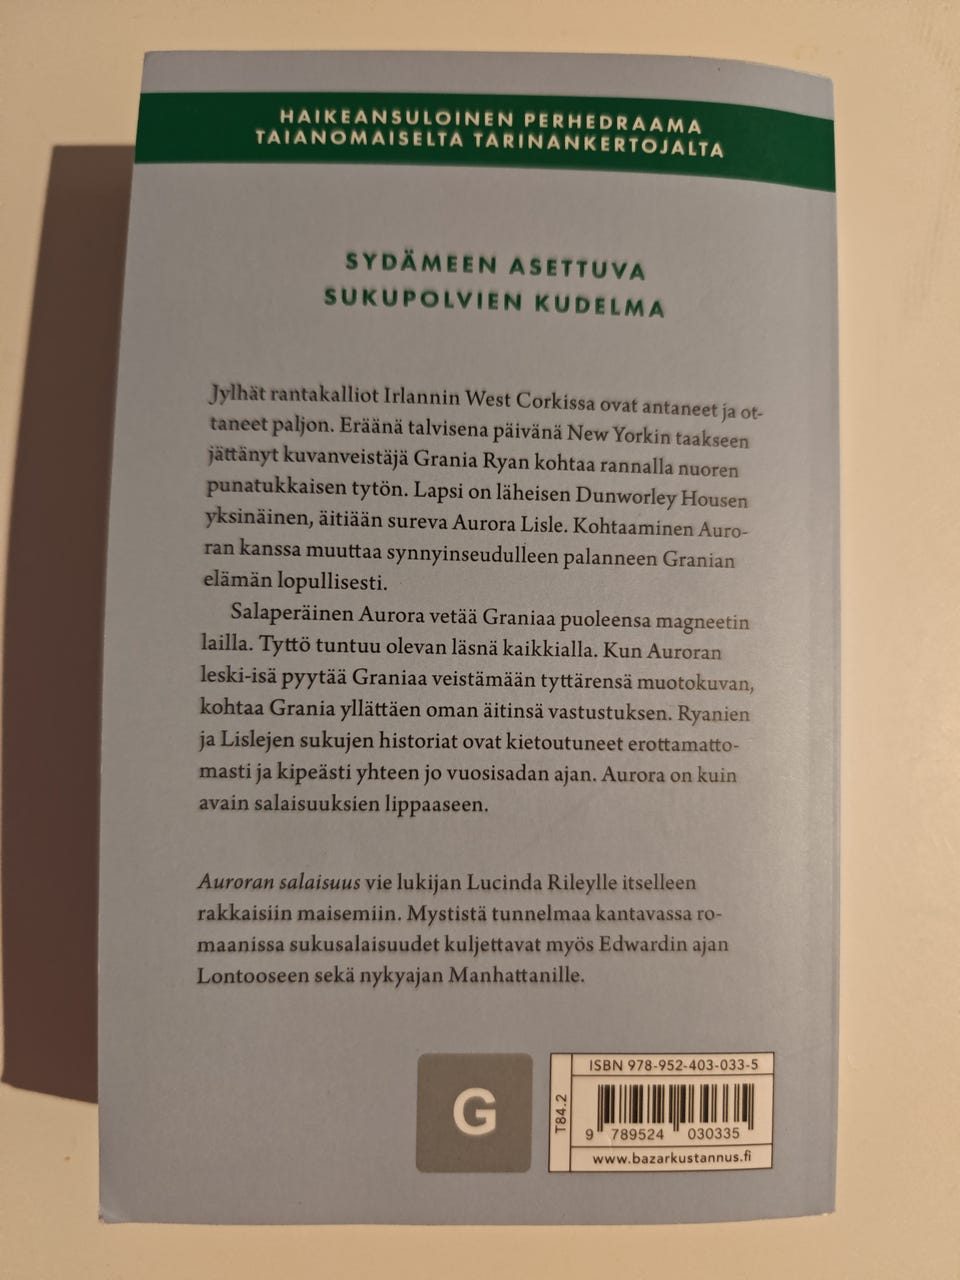 HAIKEANSULOINEN PERHEDRAAMA
TAIANOMAISELTA TARINANKERTOJALTA
SYDÄMEEN ASETTUVA
SUKUPOLVIEN KUDELMA
Jylhät rantakalliot Irlannin West Corkissa ovat antaneet ja ot-
taneet paljon. Eräänä talvisena päivänä New Yorkin taakseen
jättänyt kuvanveistäjä Grania Ryan kohtaa rannalla nuoren
punatukkaisen tytön. Lapsi on läheisen Dunworley Housen
yksinäinen, äitiään sureva Aurora Lisle. Kohtaaminen Auro-
ran kanssa muuttaa synnyinseudulleen palanneen Granian
elämän lopullisesti.
Salaperäinen Aurora vetää Graniaa puoleensa magneetin
lailla. Tyttö tuntuu olevan läsnä kaikkialla. Kun Auroran
leski-isä pyytää Graniaa veistämään tyttärensä muotokuvan,
kohtaa Grania yllättäen oman äitinsä vastustuksen. Ryanien
ja Lislejen sukujen historiat ovat kietoutuneet erottamatto-
masti ja kipeästi yhteen jo vuosisadan ajan. Aurora on kuin
avain salaisuuksien lippaaseen.
Auroran salaisuus vie lukijan Lucinda Rileylle itselleen
rakkaisiin maisemiin. Mystistä tunnelmaa kantavassa ro-
maanissa sukusalaisuudet kuljettavat myös Edwardin ajan
Lontooseen sekä nykyajan Manhattanille.
G
T84.2
ISBN 978-952-403-033-5
9 789524 030335
www.bazarkustannus.fi